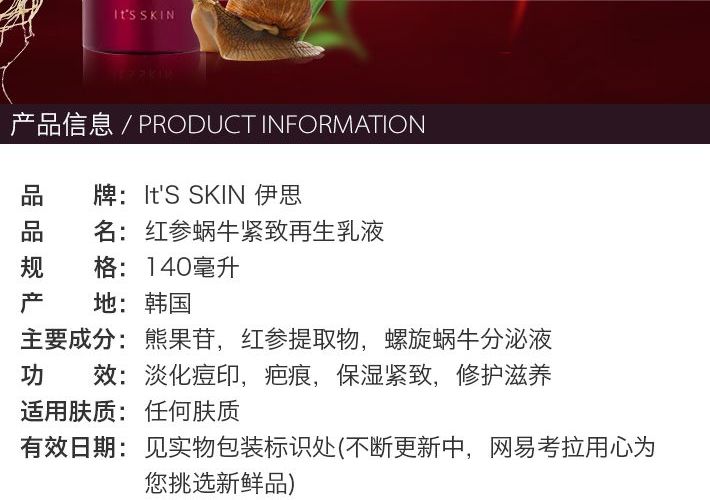 It'S SKIN
产品信息 / PRODUCT INFORMATION
品 牌：It'S SKIN 伊思
品 名：红参蜗牛紧致再生乳液
规 格：140毫升
产 地：韩国
主要成分：熊果苷，红参提取物，螺旋蜗牛分泌液
功 效：淡化痘印，疤痕，保湿紧致，修护滋养
适用肤质：任何肤质
有效日期：见实物包装标识处(不断更新中，网易考拉用心为
您挑选新鲜品)